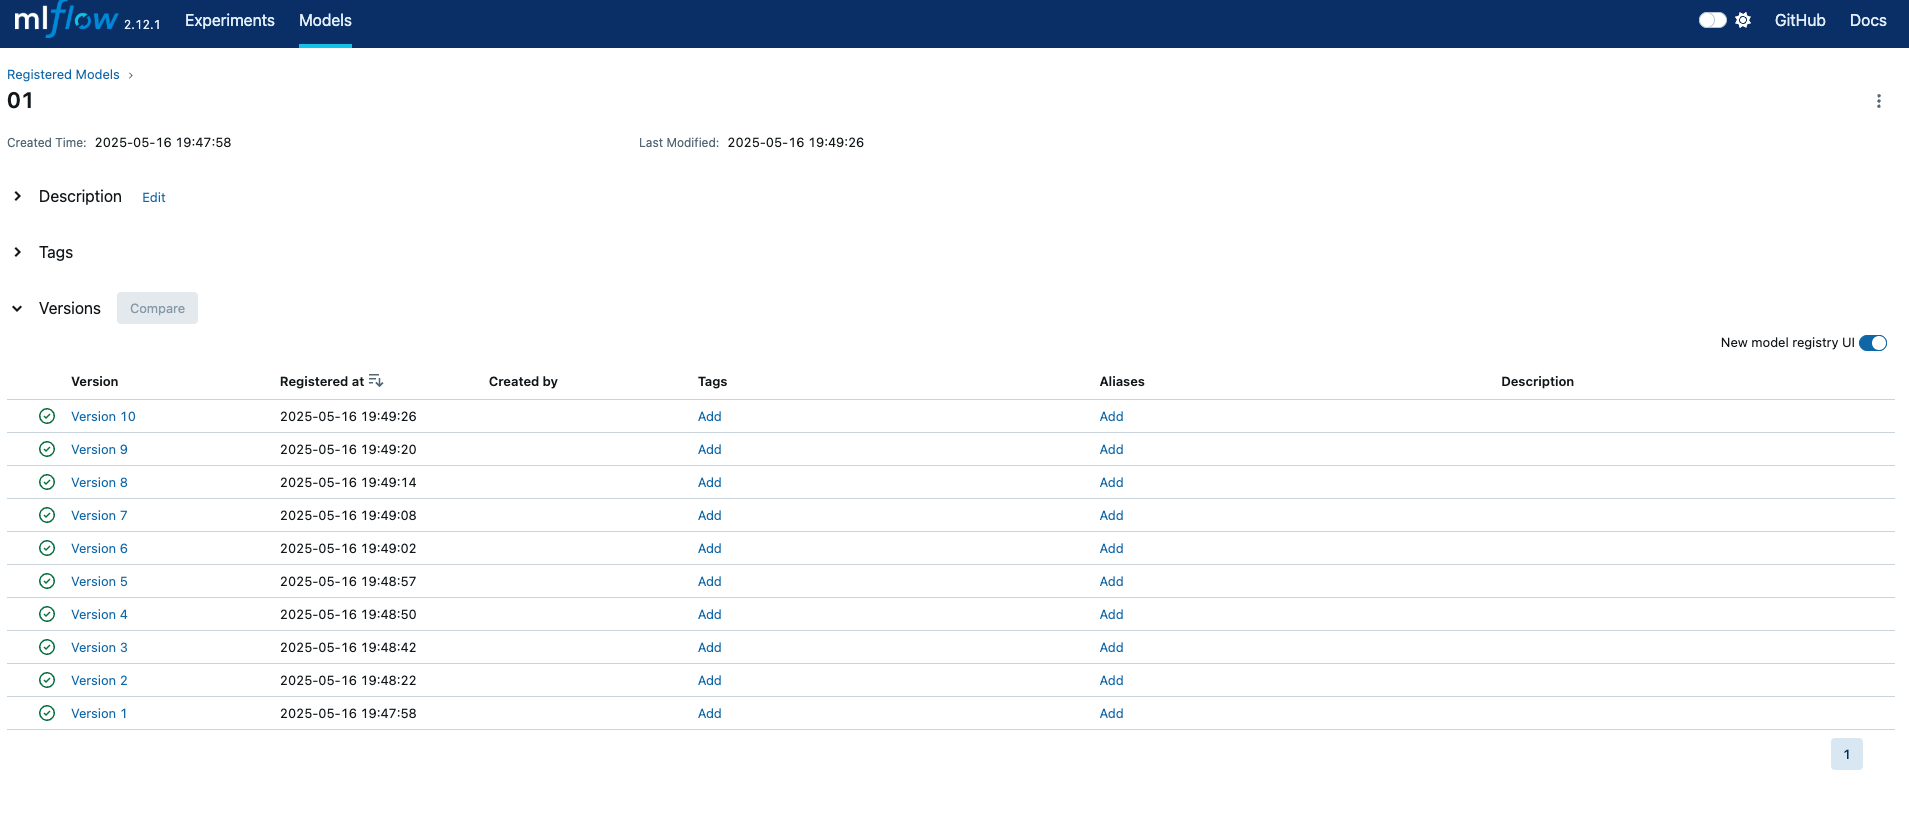 mlflow 2.12.1 Experiments Models GitHub Docs
Registered Models ›
01
Created Time: 2025-05-16 19:47:58 Last Modified: 2025-05-16 19:49:26
Description Edit
Tags
Versions Compare
New model registry UI
Version Registered at Created by Tags Aliases Description
Version 10 2025-05-16 19:49:26 Add Add
Version 9 2025-05-16 19:49:20 Add Add
Version 8 2025-05-16 19:49:14 Add Add
Version 7 2025-05-16 19:49:08 Add Add
Version 6 2025-05-16 19:49:02 Add Add
Version 5 2025-05-16 19:48:57 Add Add
Version 4 2025-05-16 19:48:50 Add Add
Version 3 2025-05-16 19:48:42 Add Add
Version 2 2025-05-16 19:48:22 Add Add
Version 1 2025-05-16 19:47:58 Add Add
1